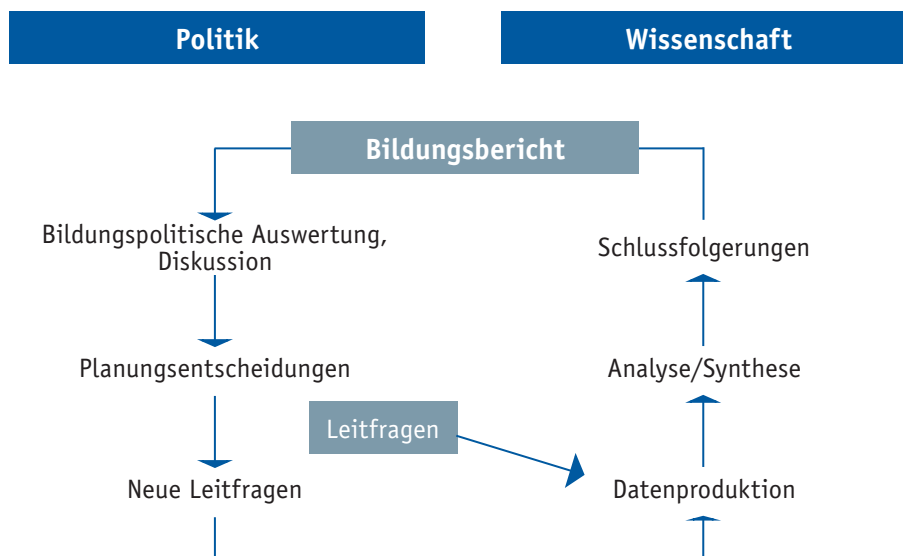 Politik
Wissenschaft
Bildungsbericht
Bildungspolitische Auswertung,
Diskussion
Schlussfolgerungen
Planungsentscheidungen
Analyse/Synthese
Leitfragen
Neue Leitfragen
Datenproduktion